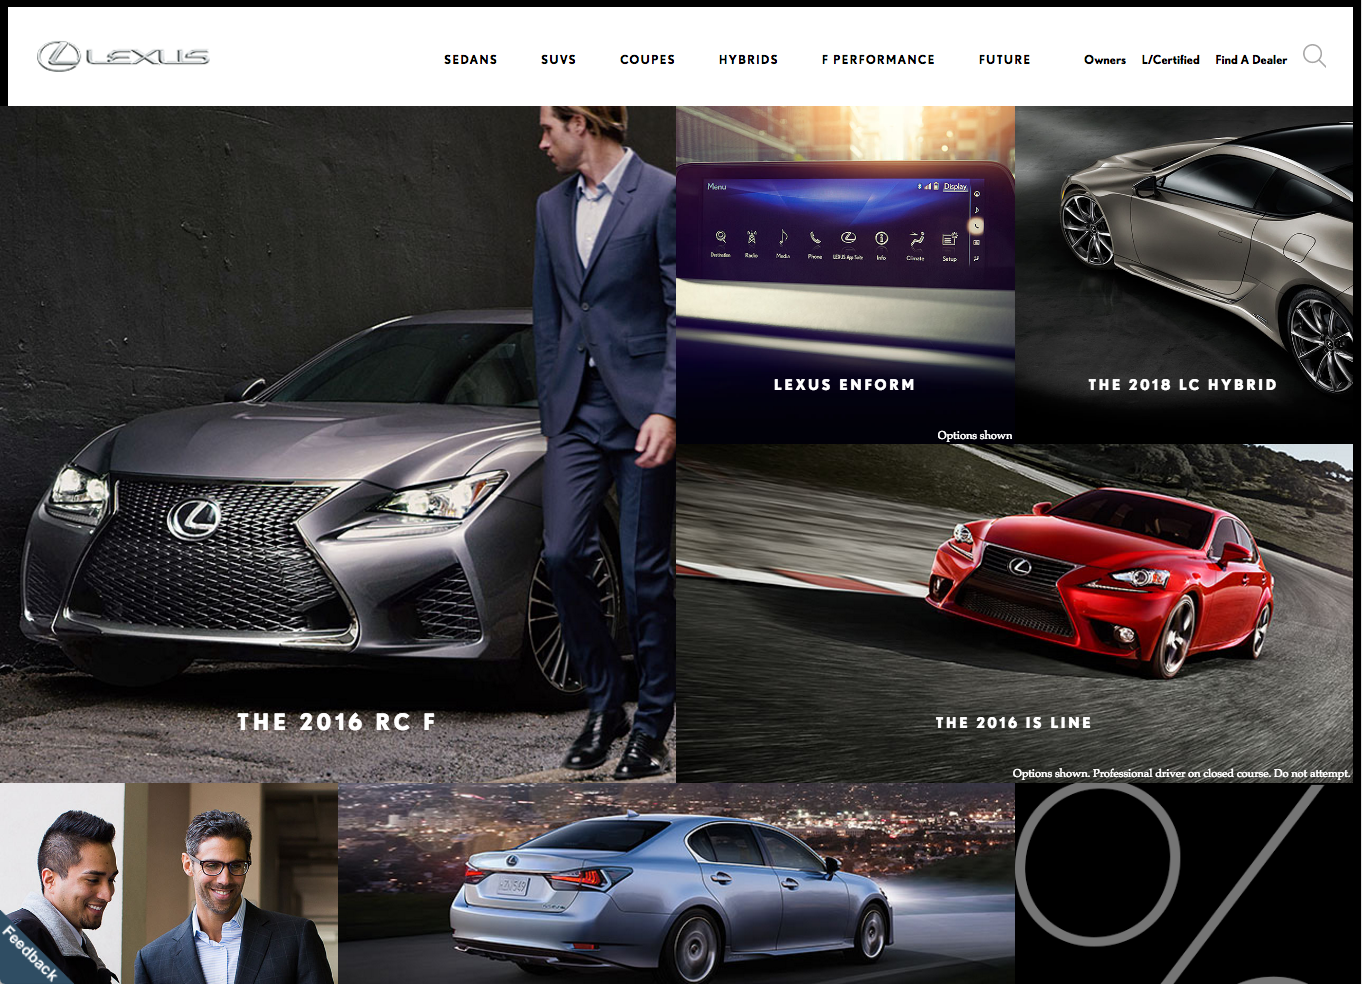 LEXUS
SEDANS SUVS COUPES HYBRIDS F PERFORMANCE FUTURE Owners L/Certified Find A Dealer
Menu Display
Destination Radio Media Phone LEXUS App Suite Info Climate Setup
LEXUS ENFORM
THE 2018 LC HYBRID
Options shown
THE 2016 RC F
THE 2016 IS LINE
Options shown. Professional driver on closed course. Do not attempt.
Feedback
%